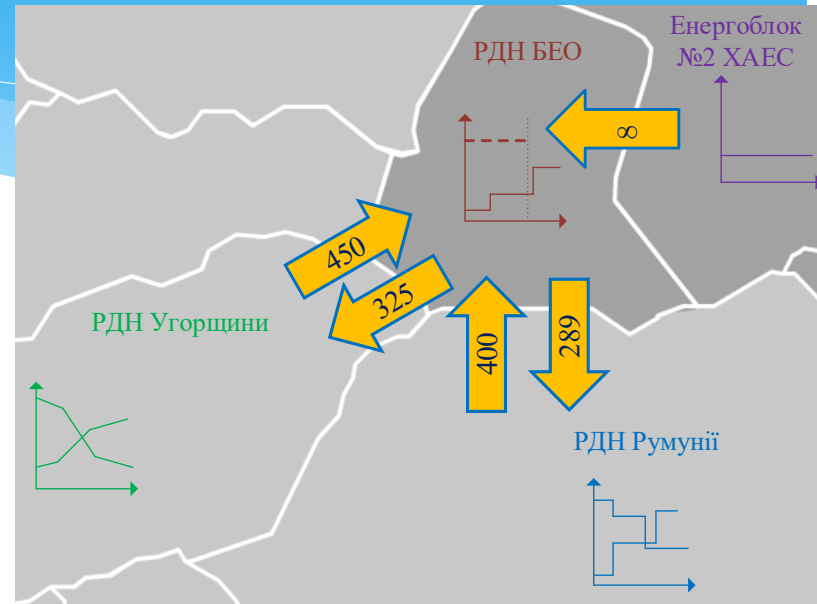 Енергоблок
№2 ХАЕС
РДН БЕО
∞
450
325
РДН Угорщини
400
289
РДН Румунії